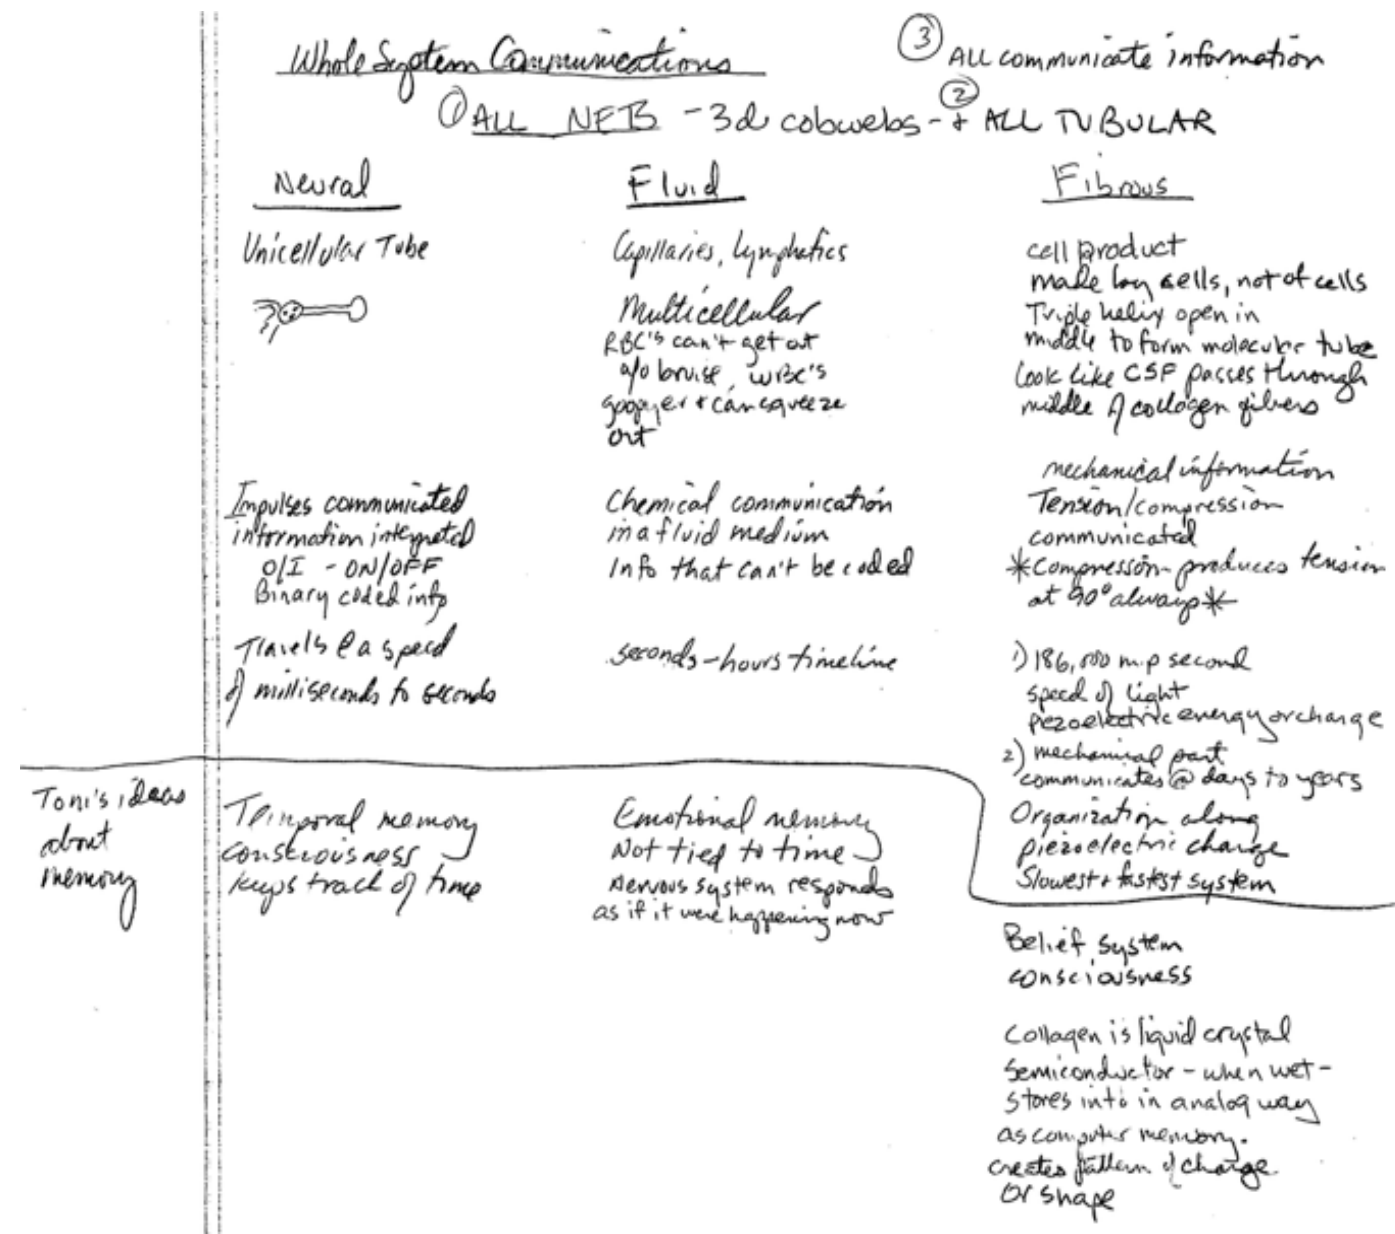 Whole System Communications
③ ALL communicate information
① ALL NETS - 3d cobwebs - ② + ALL TUBULAR
Neural
Unicellular Tube
Impulses communicated
information interpreted
O/I - ON/OFF
Binary coded info
Travels @ a speed
of milliseconds to seconds
Fluid
Capillaries, Lymphatics
Multicellular
RBC's can't get out
w/o bruise, WBC's
gooyer + can squeeze
out
Chemical communication
in a fluid medium
Info that can't be coded
seconds-hours timeline
Fibrous
cell product
made by cells, not of cells
Triple helix open in
middle to form molecular tube
look like CSF passes through
middle of collagen fibers
mechanical information
Tension/compression
communicated
*Compression produces tension
at 90° always*
1) 186,000 m.p second
speed of light
piezoelectric energy or change
2) mechanical part
communicates @ days to years
Organization along
piezoelectric charge
Slowest + fastest system
Toni's ideas
about
memory
Temporal memory
consciousness
keeps track of time
Emotional memory
Not tied to time
Nervous system responds
as if it were happening now
Belief system
consciousness
Collagen is liquid crystal
semiconductor - when wet -
stores info in analog way
as computer memory.
creates pattern of charge
or shape